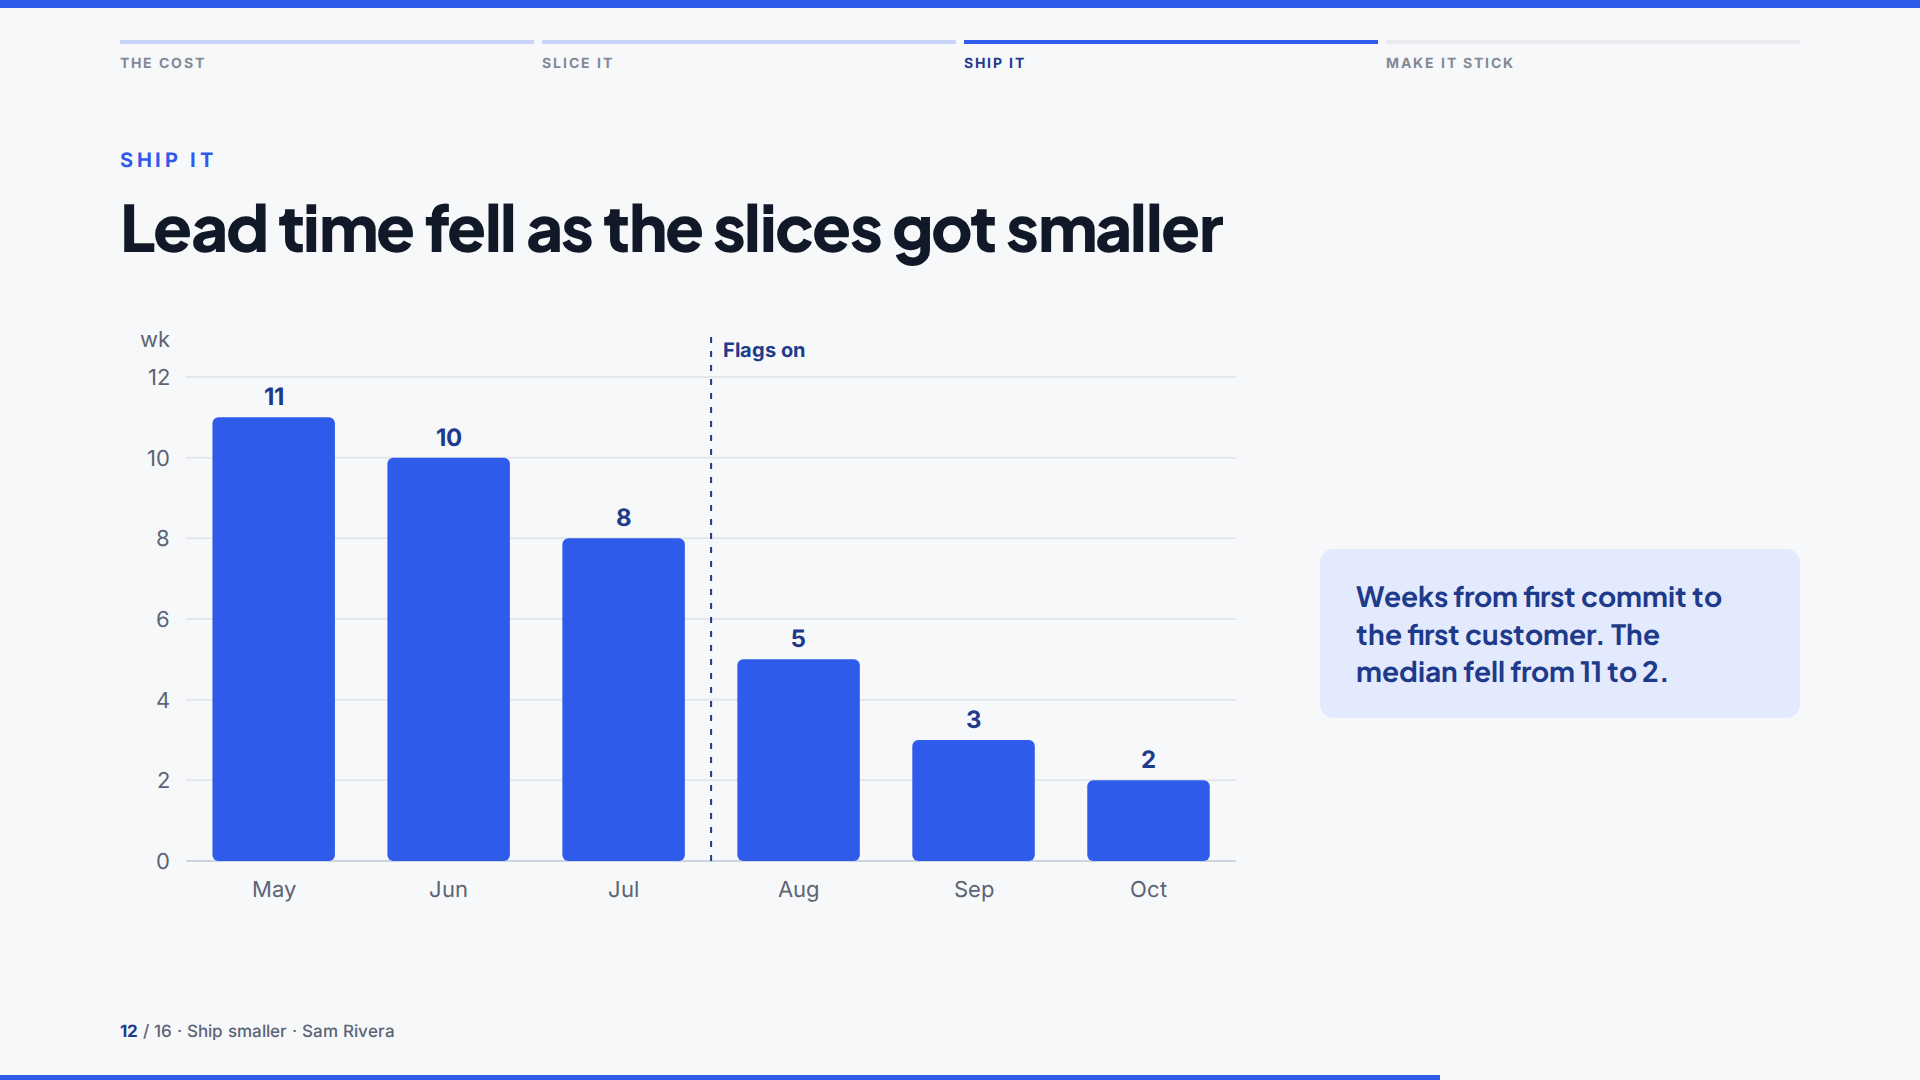 THE COST
SLICE IT
SHIP IT
MAKE IT STICK
SHIP IT
Lead time fell as the slices got smaller
wk
Flags on
12
10
8
6
4
2
0
11
10
8
5
3
2
May
Jun
Jul
Aug
Sep
Oct
Weeks from first commit to
the first customer. The
median fell from 11 to 2.
12 / 16 · Ship smaller · Sam Rivera